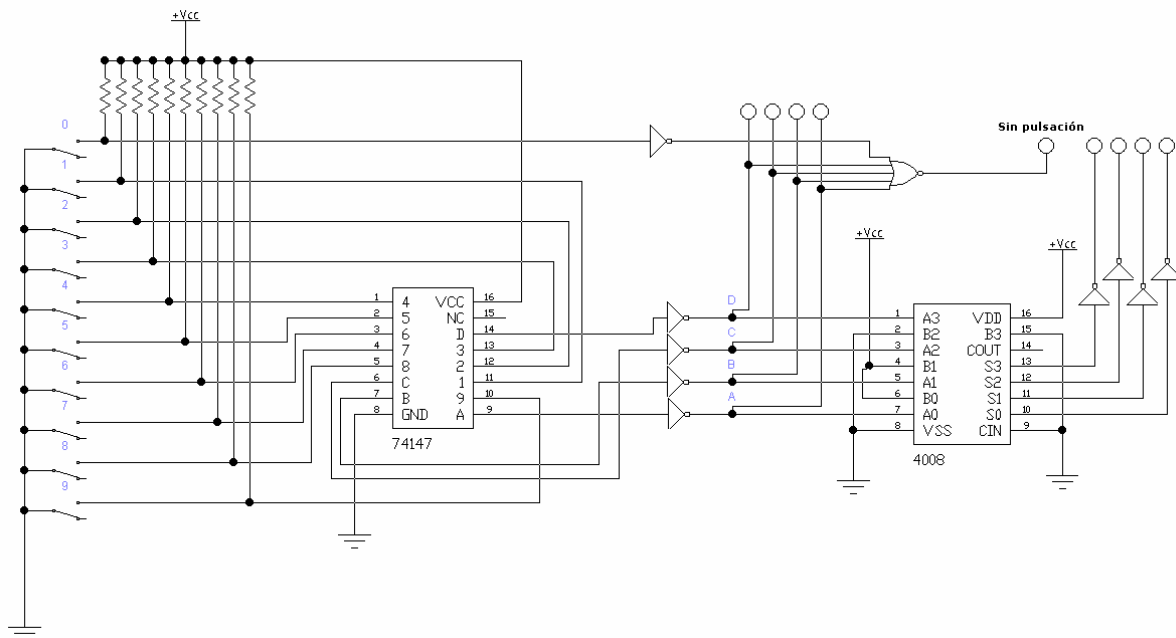 +Vcc
0
1
2
3
4
5
6
7
8
9
Sin pulsación
+Vcc
+Vcc
D
C
B
A
1 4 VCC 16
2 5 NC 15
3 6 D 14
4 7 3 13
5 8 2 12
6 C 1 11
7 B 9 10
8 GND A 9
74147
1 A3 VDD 16
2 B2 B3 15
3 A2 COUT 14
4 B1 S3 13
5 A1 S2 12
6 B0 S1 11
7 A0 S0 10
8 VSS CIN 9
4008